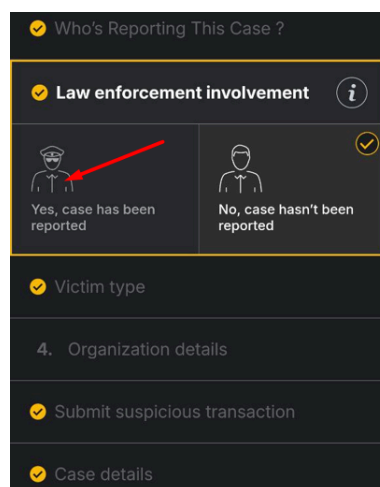 Who's Reporting This Case ?
Law enforcement involvement
i
Yes, case has been
reported
No, case hasn't been
reported
Victim type
4. Organization details
Submit suspicious transaction
Case details